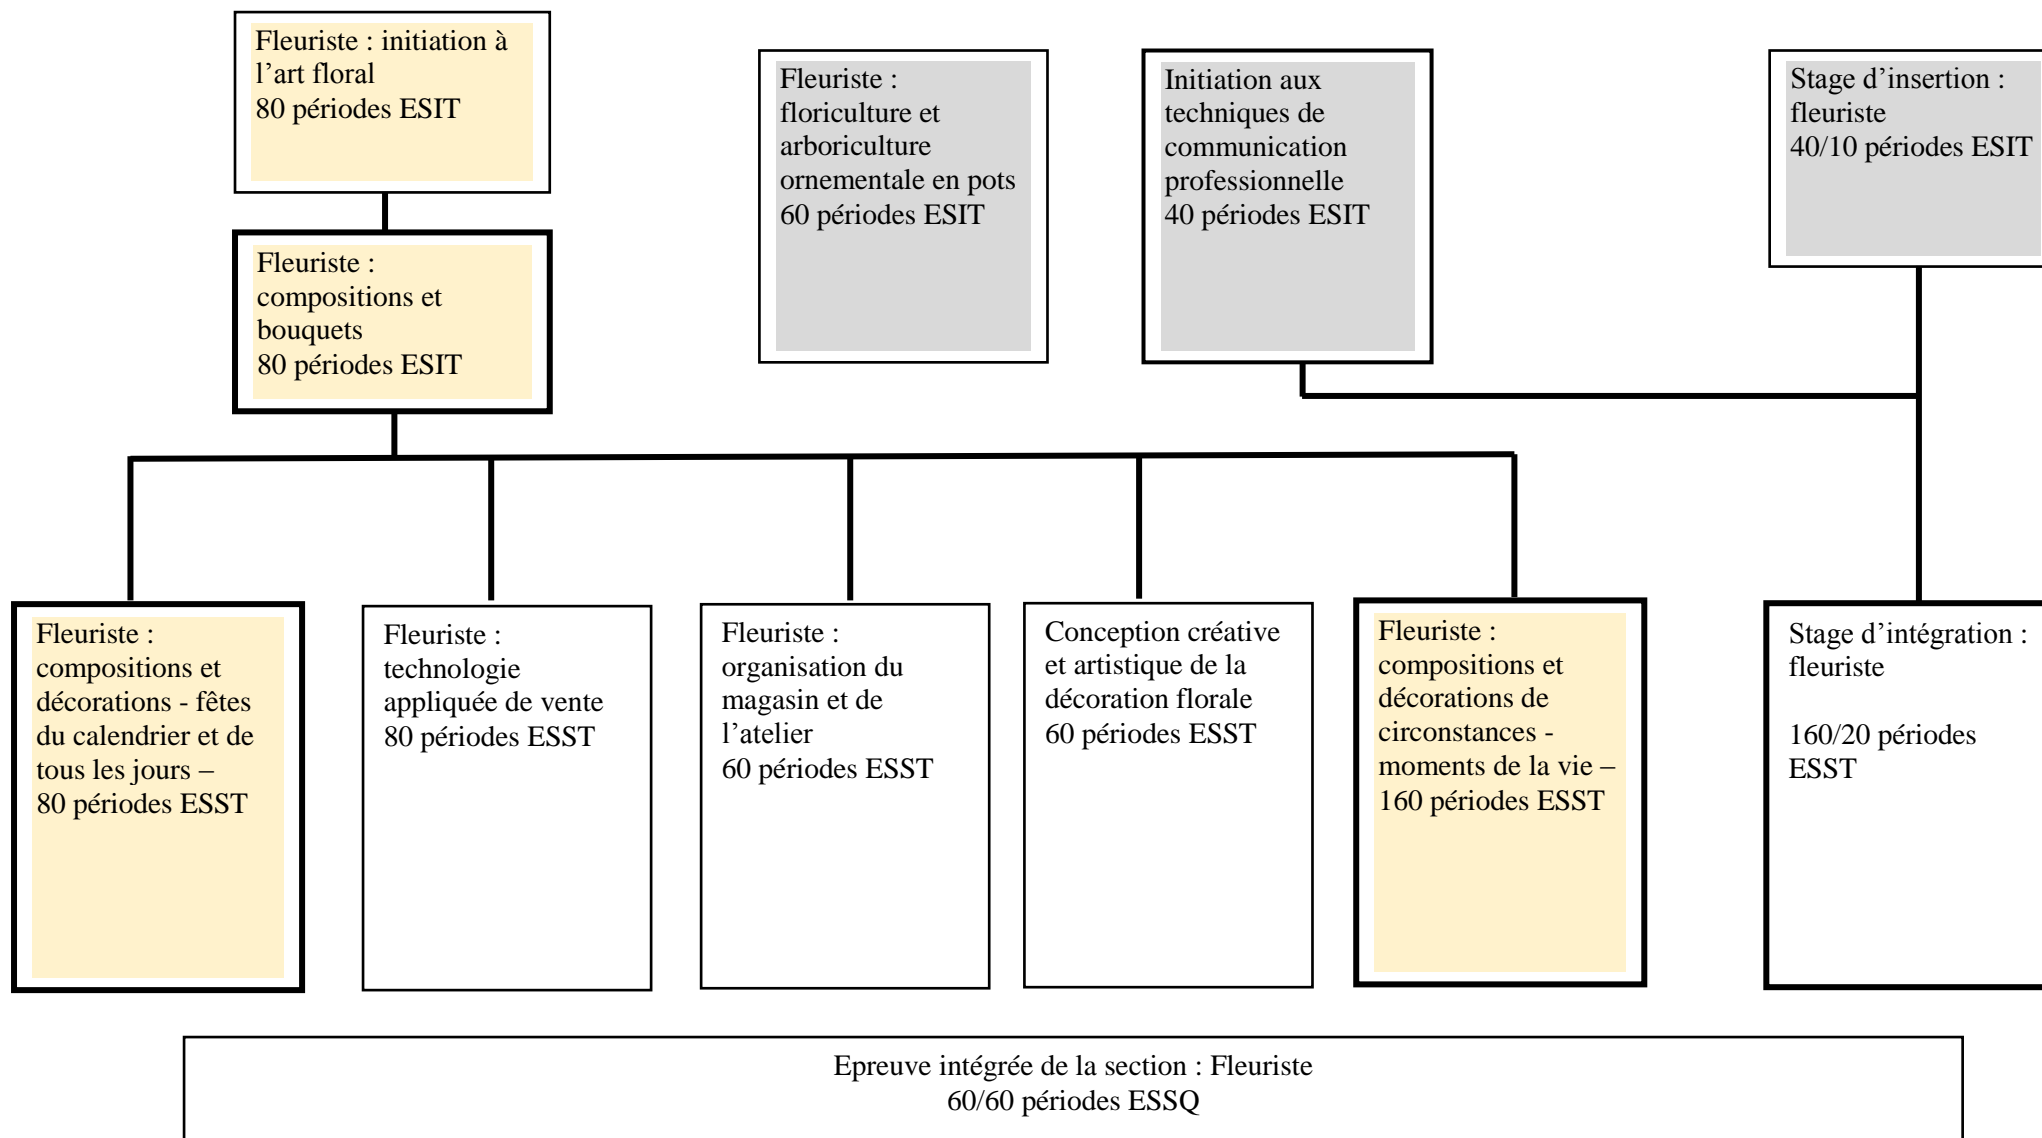 Fleuriste : initiation à
l’art floral
80 périodes ESIT
Fleuriste :
floriculture et
arboriculture
ornementale en pots
60 périodes ESIT
Initiation aux
techniques de
communication
professionnelle
40 périodes ESIT
Stage d’insertion :
fleuriste
40/10 périodes ESIT
Fleuriste :
compositions et
bouquets
80 périodes ESIT
Fleuriste :
compositions et
décorations - fêtes
du calendrier et de
tous les jours –
80 périodes ESST
Fleuriste :
technologie
appliquée de vente
80 périodes ESST
Fleuriste :
organisation du
magasin et de
l’atelier
60 périodes ESST
Conception créative
et artistique de la
décoration florale
60 périodes ESST
Fleuriste :
compositions et
décorations de
circonstances -
moments de la vie –
160 périodes ESST
Stage d’intégration :
fleuriste
160/20 périodes
ESST
Epreuve intégrée de la section : Fleuriste
60/60 périodes ESSQ